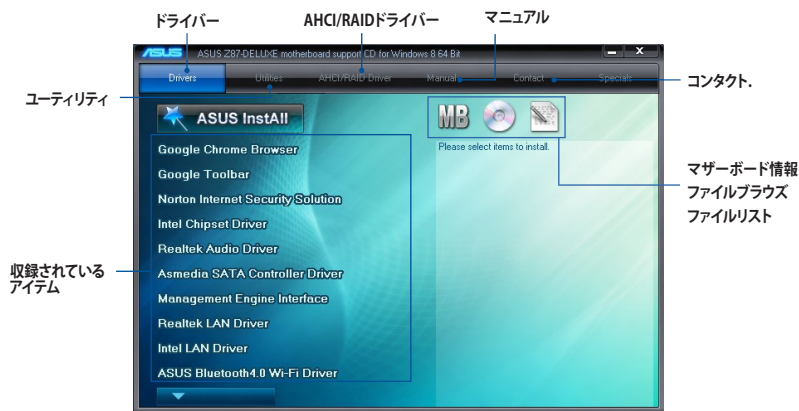 ドライバー
AHCI/RAIDドライバー
マニュアル
ASUS ASUS Z87-DELUXE motherboard support CD for Windows 8 64 Bit
Drivers Utilities AHCI/RAID Driver Manual Contact Specials
コンタクト.
ユーティリティ
ASUS InstAll
MB
Please select items to install.
Google Chrome Browser
Google Toolbar
Norton Internet Security Solution
Intel Chipset Driver
Realtek Audio Driver
Asmedia SATA Controller Driver
Management Engine Interface
Realtek LAN Driver
Intel LAN Driver
ASUS Bluetooth4.0 Wi-Fi Driver
マザーボード情報
ファイルブラウズ
ファイルリスト
収録されている
アイテム